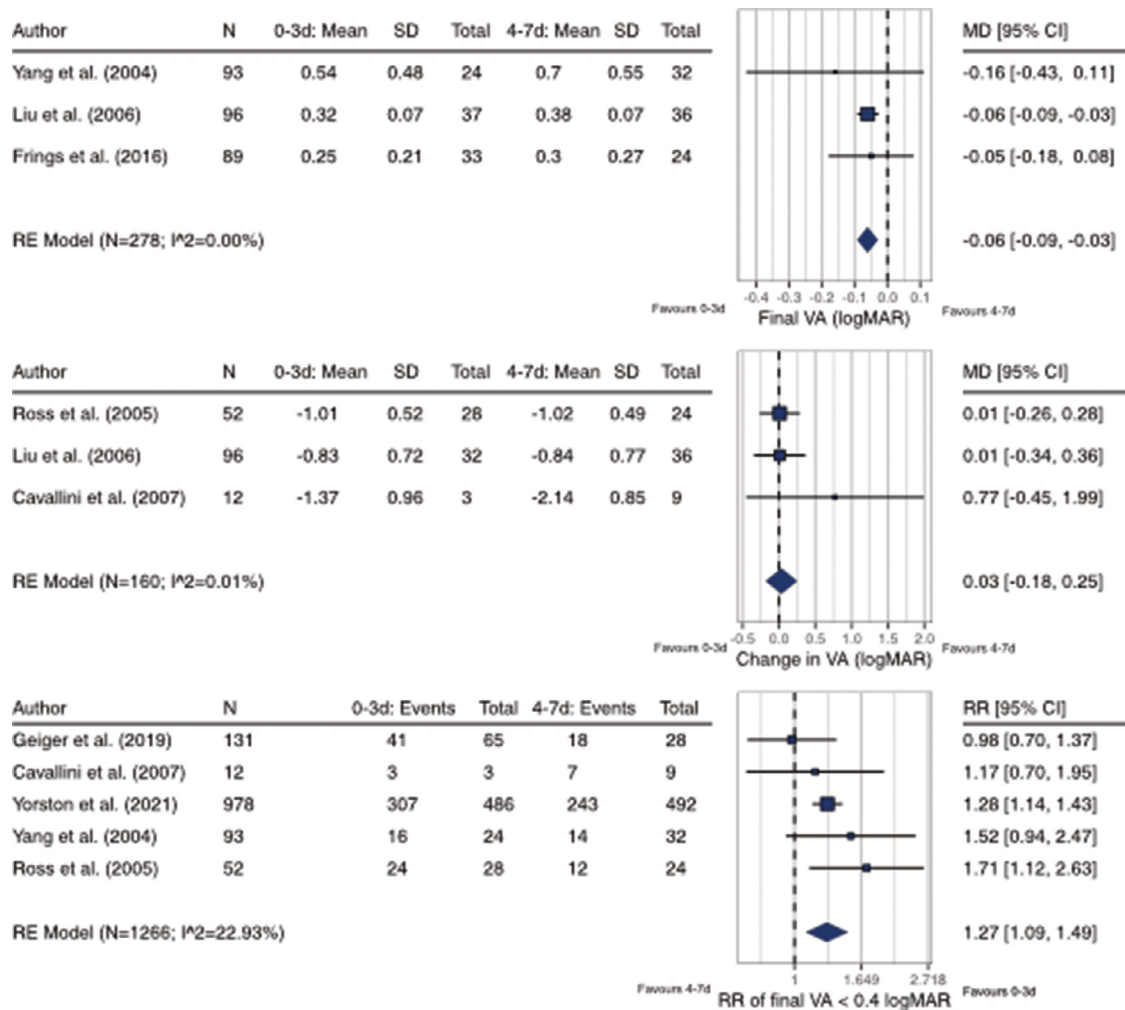 Author N 0-3d: Mean SD Total 4-7d: Mean SD Total MD [95% CI]
Yang et al. (2004) 93 0.54 0.48 24 0.7 0.55 32 -0.16 [-0.43, 0.11]
Liu et al. (2006) 96 0.32 0.07 37 0.38 0.07 36 -0.06 [-0.09, -0.03]
Frings et al. (2016) 89 0.25 0.21 33 0.3 0.27 24 -0.05 [-0.18, 0.08]
RE Model (N=278; I^2=0.00%) -0.06 [-0.09, -0.03]
-0.4 -0.3 -0.2 -0.1 0.0 0.1
Favours 0-3d Final VA (logMAR) Favours 4-7d
Author N 0-3d: Mean SD Total 4-7d: Mean SD Total MD [95% CI]
Ross et al. (2005) 52 -1.01 0.52 28 -1.02 0.49 24 0.01 [-0.26, 0.28]
Liu et al. (2006) 96 -0.83 0.72 32 -0.84 0.77 36 0.01 [-0.34, 0.36]
Cavallini et al. (2007) 12 -1.37 0.96 3 -2.14 0.85 9 0.77 [-0.45, 1.99]
RE Model (N=160; I^2=0.01%) 0.03 [-0.18, 0.25]
-0.5 0.0 0.5 1.0 1.5 2.0
Favours 0-3d Change in VA (logMAR) Favours 4-7d
Author N 0-3d: Events Total 4-7d: Events Total RR [95% CI]
Geiger et al. (2019) 131 41 65 18 28 0.98 [0.70, 1.37]
Cavallini et al. (2007) 12 3 3 7 9 1.17 [0.70, 1.95]
Yorston et al. (2021) 978 307 486 243 492 1.28 [1.14, 1.43]
Yang et al. (2004) 93 16 24 14 32 1.52 [0.94, 2.47]
Ross et al. (2005) 52 24 28 12 24 1.71 [1.12, 2.63]
RE Model (N=1266; I^2=22.93%) 1.27 [1.09, 1.49]
1 1.649 2.718
Favours 4-7d RR of final VA < 0.4 logMAR Favours 0-3d